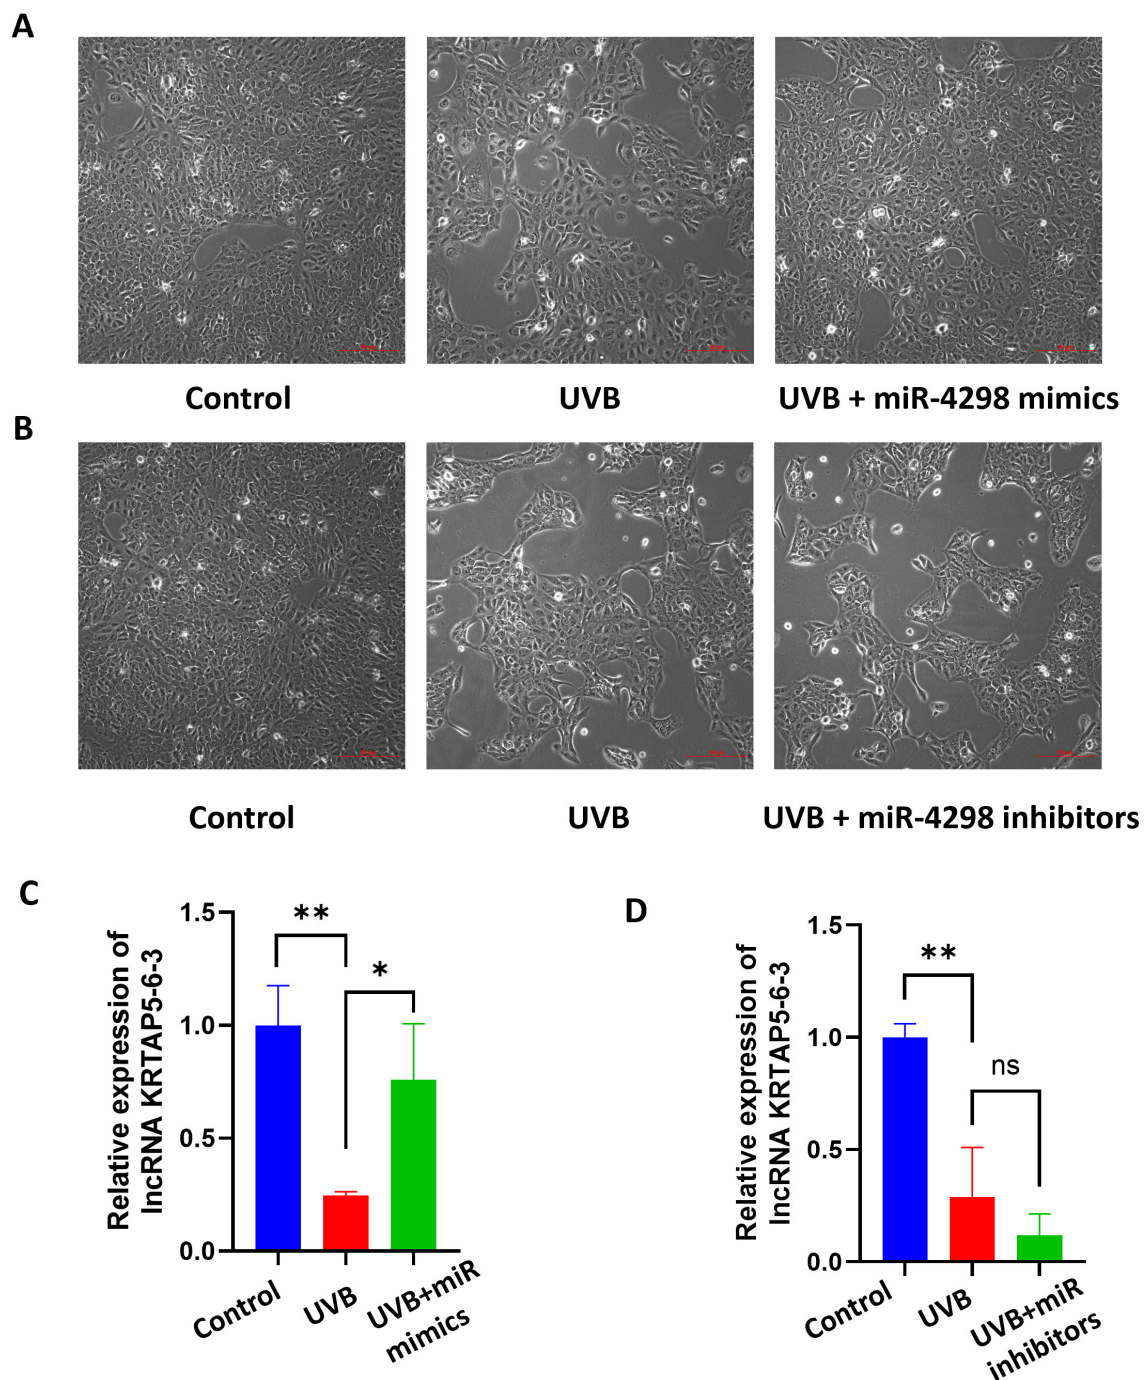 A
Control
UVB
UVB + miR-4298 mimics
B
Control
UVB
UVB + miR-4298 inhibitors
C
Relative expression of
lncRNA KRTAP5-6-3
1.5
1.0
0.5
0.0
**
*
Control
UVB
UVB+miR
mimics
D
Relative expression of
lncRNA KRTAP5-6-3
1.5
1.0
0.5
0.0
**
ns
Control
UVB
UVB+miR
inhibitors